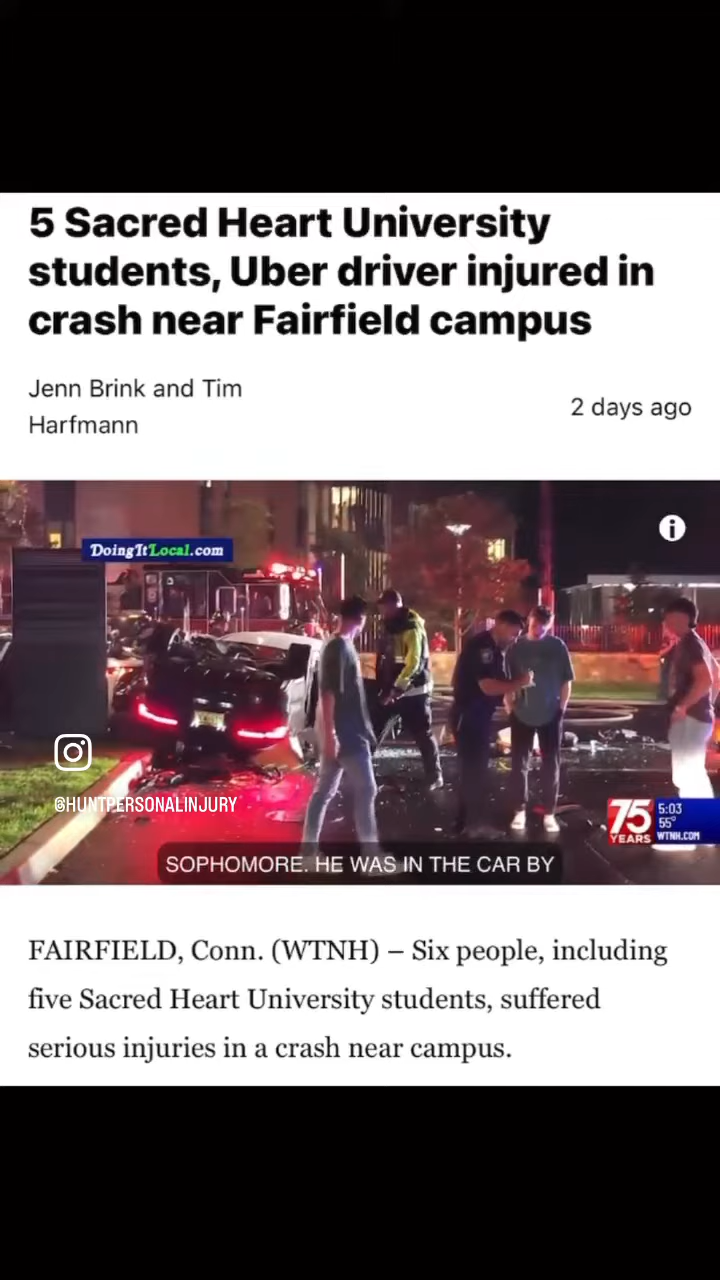 5 Sacred Heart University
students, Uber driver injured in
crash near Fairfield campus
Jenn Brink and Tim
Harfmann
2 days ago
DoingItLocal.com
@HUNTPERSONALINJURY
75
YEARS
5:03
55°
WTNH.COM
SOPHOMORE. HE WAS IN THE CAR BY
FAIRFIELD, Conn. (WTNH) – Six people, including
five Sacred Heart University students, suffered
serious injuries in a crash near campus.